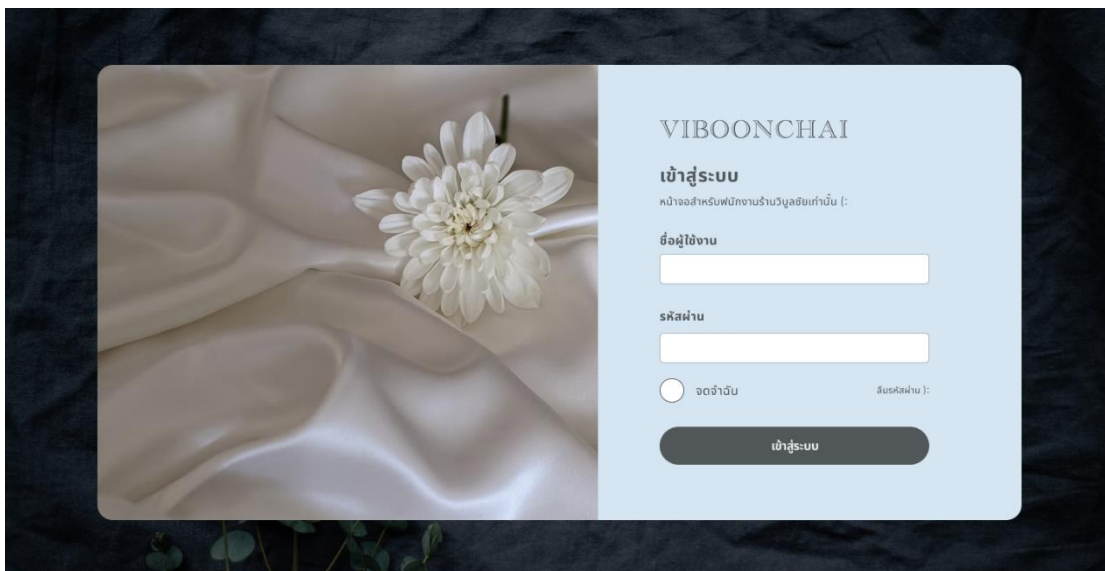 VIBOONCHAI
เข้าสู่ระบบ
หน้าจอสำหรับพนักงานร้านวิบูลชัยเท่านั้น (:
ชื่อผู้ใช้งาน
รหัสผ่าน
จดจำฉัน
ลืมรหัสผ่าน ):
เข้าสู่ระบบ